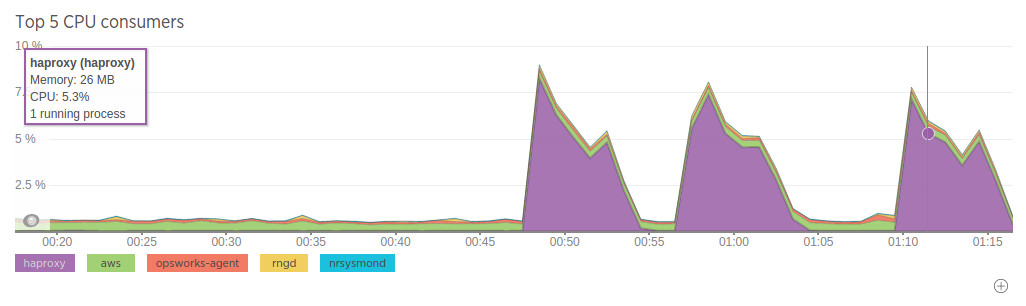 Top 5 CPU consumers
10 %
haproxy (haproxy)
Memory: 26 MB
CPU: 5.3%
1 running process
7.
5 %
2.5 %
00:20 00:25 00:30 00:35 00:40 00:45 00:50 00:55 01:00 01:05 01:10 01:15
haproxy aws opsworks-agent rngd nrsysmond